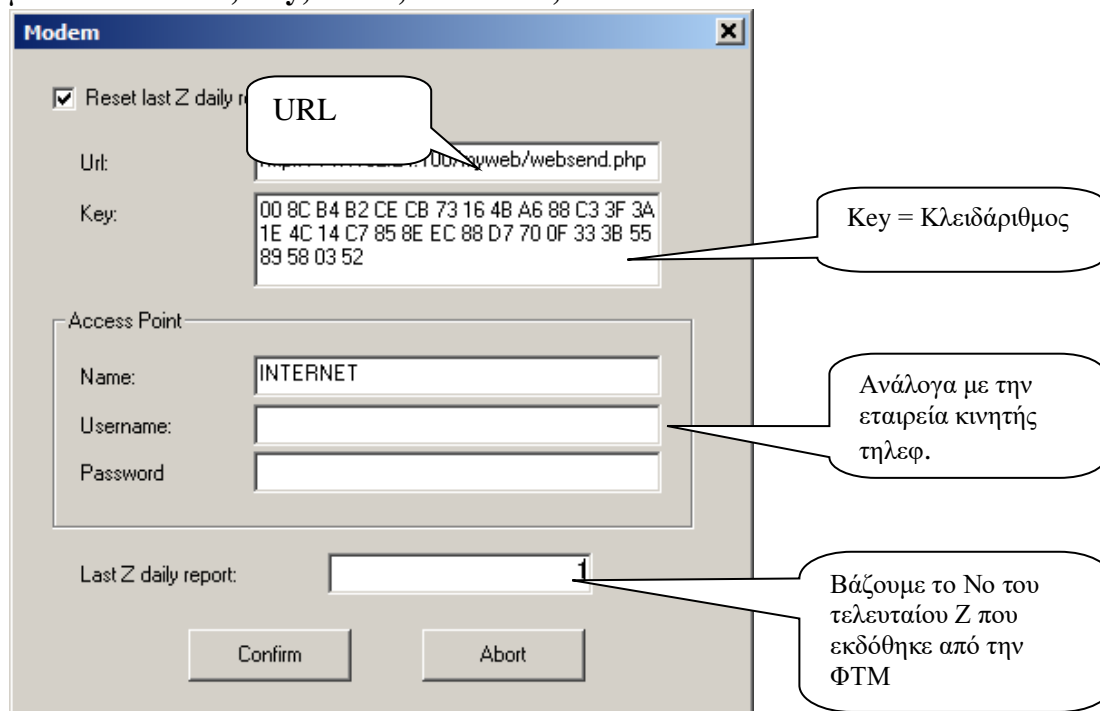 Modem
Reset last Z daily
URL
Url:
/websend.php
Key:
00 8C B4 B2 CE CB 73 16 4B A6 88 C3 3F 3A
1E 4C 14 C7 85 8E EC 88 D7 70 0F 33 3B 55
89 58 03 52
Key = Κλειδάριθμος
Access Point
Name:
INTERNET
Username:
Password
Ανάλογα με την
εταιρεία κινητής
τηλεφ.
Last Z daily report:
1
Βάζουμε το Νο του
τελευταίου Ζ που
εκδόθηκε από την
ΦΤΜ
Confirm
Abort